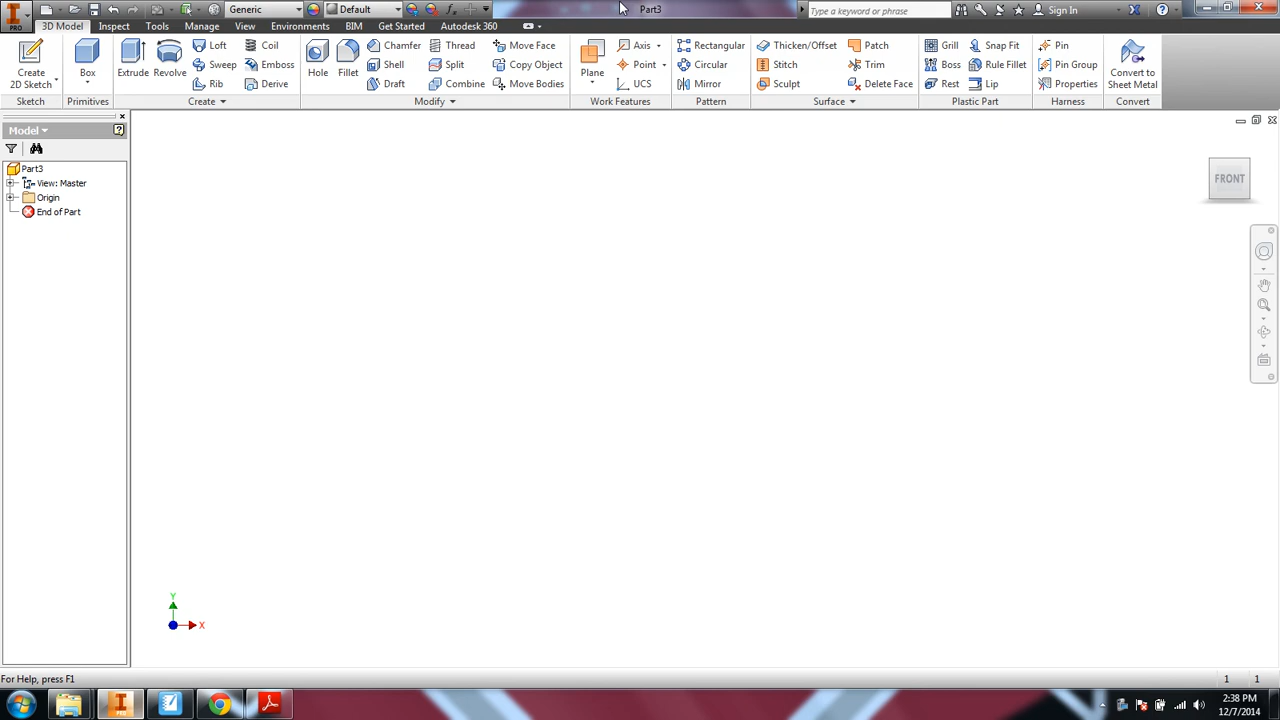 PRO Generic Default Part3 Type a keyword or phrase Sign In
3D Model Inspect Tools Manage View Environments BIM Get Started Autodesk 360
Create 2D Sketch Box Extrude Revolve Loft Coil Hole Fillet Chamfer Thread Move Face Plane Axis Rectangular Thicken/Offset Patch Grill Snap Fit Pin Convert to Sheet Metal
Sweep Emboss Shell Split Copy Object Point Circular Stitch Trim Boss Rule Fillet Pin Group
Rib Derive Draft Combine Move Bodies UCS Mirror Sculpt Delete Face Rest Lip Properties
Sketch Primitives Create Modify Work Features Pattern Surface Plastic Part Harness Convert
Model
Part3
View: Master
Origin
End of Part
FRONT
Y
X
For Help, press F1 1 1
PRO 2:38 PM
12/7/2014